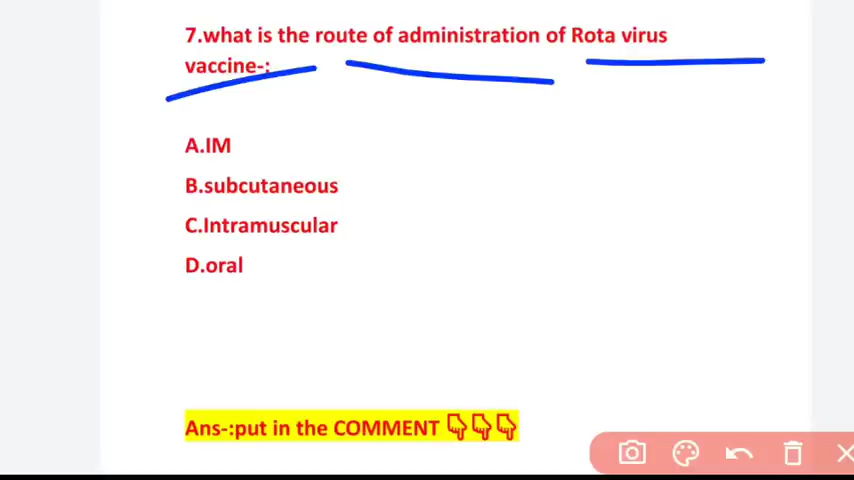 7.what is the route of administration of Rota virus
vaccine-:
A.IM
B.subcutaneous
C.Intramuscular
D.oral
Ans-:put in the COMMENT 👇👇👇